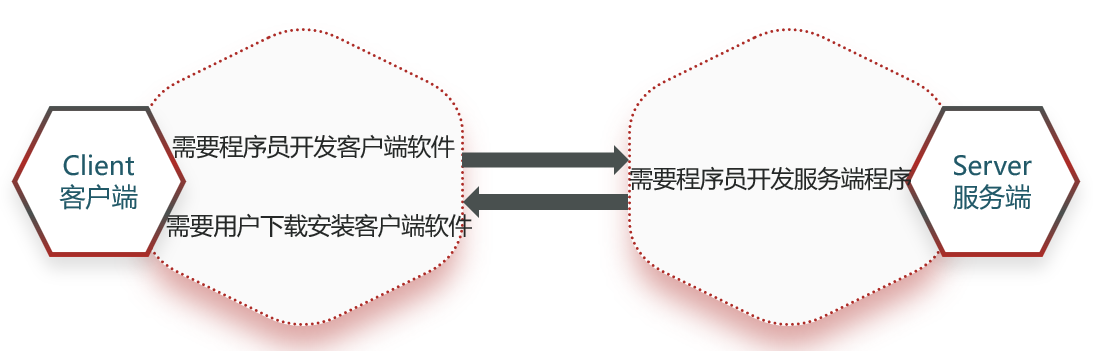 Client
客户端
需要程序员开发客户端软件
需要用户下载安装客户端软件
需要程序员开发服务端程序
Server
服务端